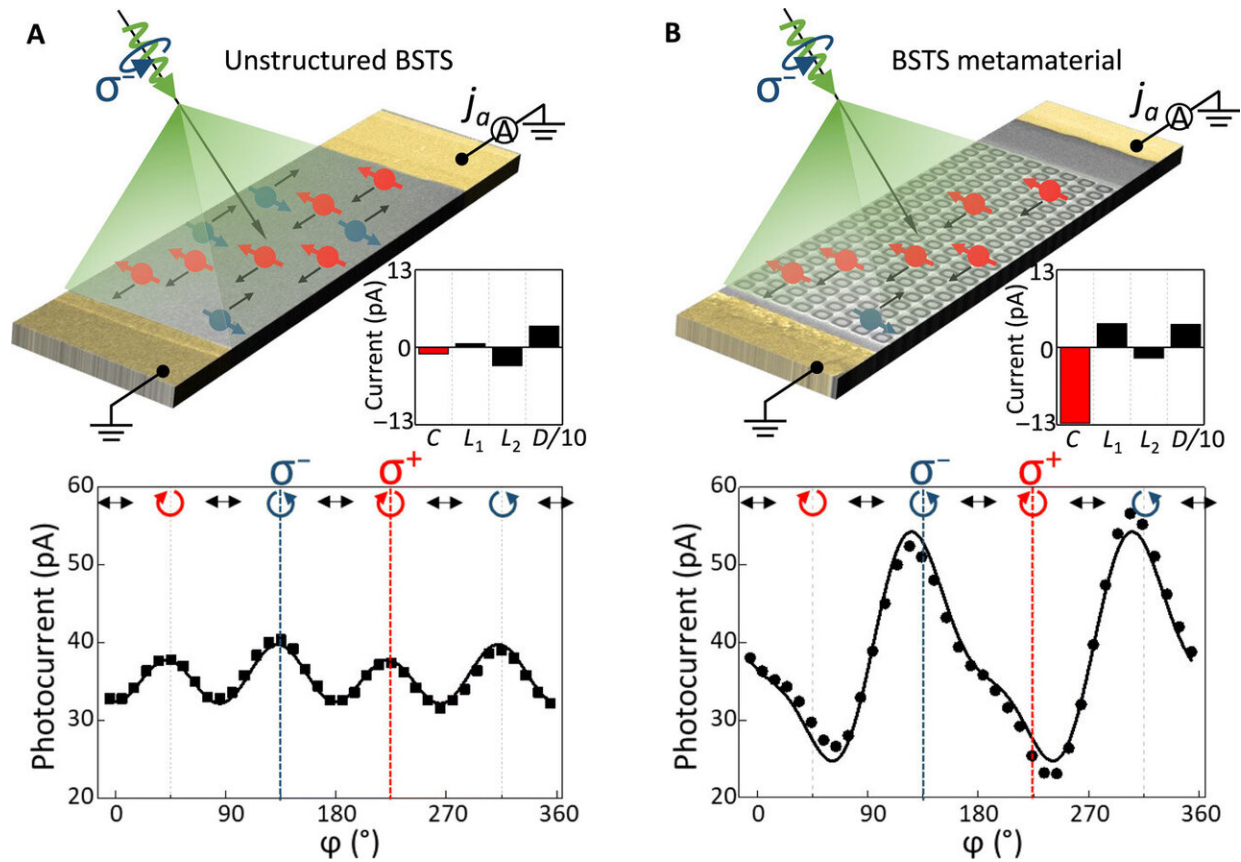 A
Unstructured BSTS
σ⁻
jₐ
A
13
0
−13
Current (pA)
C L₁ L₂ D/10
σ⁻ σ⁺
60
50
40
30
20
Photocurrent (pA)
0 90 180 270 360
φ (°)
B
BSTS metamaterial
σ⁻
jₐ
A
13
0
−13
Current (pA)
C L₁ L₂ D/10
σ⁻ σ⁺
60
50
40
30
20
Photocurrent (pA)
0 90 180 270 360
φ (°)